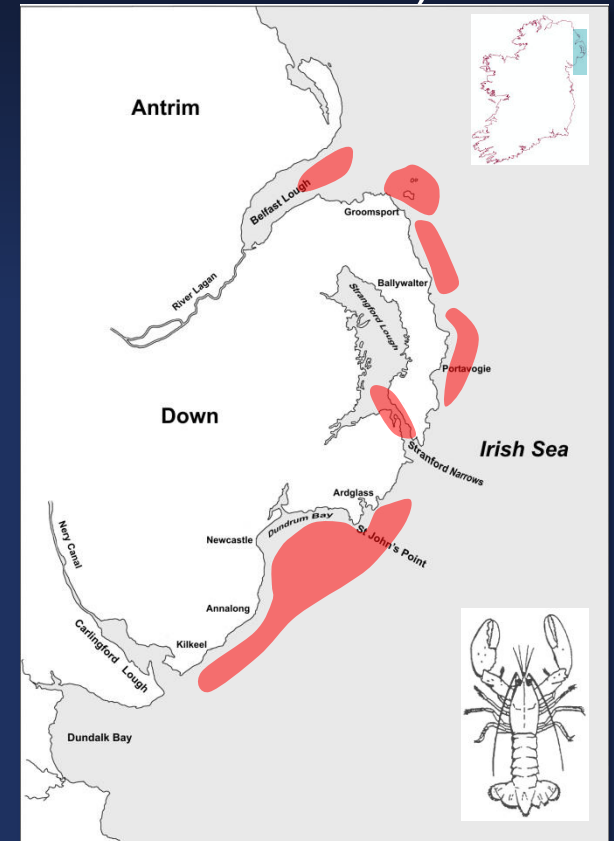 Antrim
Belfast Lough
Groomsport
River Lagan
Ballywalter
Strangford Lough
Portavogie
Down
Stranford Narrows
Irish Sea
Ardglass
Dundrum Bay
St John's Point
Newcastle
Nery Canal
Annalong
Kilkeel
Carlingford Lough
Dundalk Bay